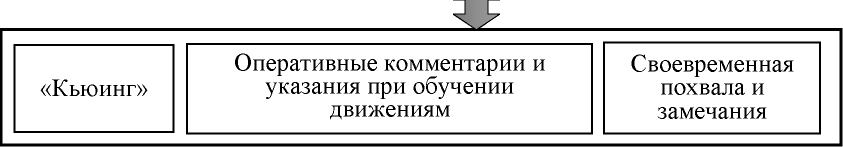 «Кьюинг»
Оперативные комментарии и
указания при обучении
движениям
Своевременная
похвала и
замечания